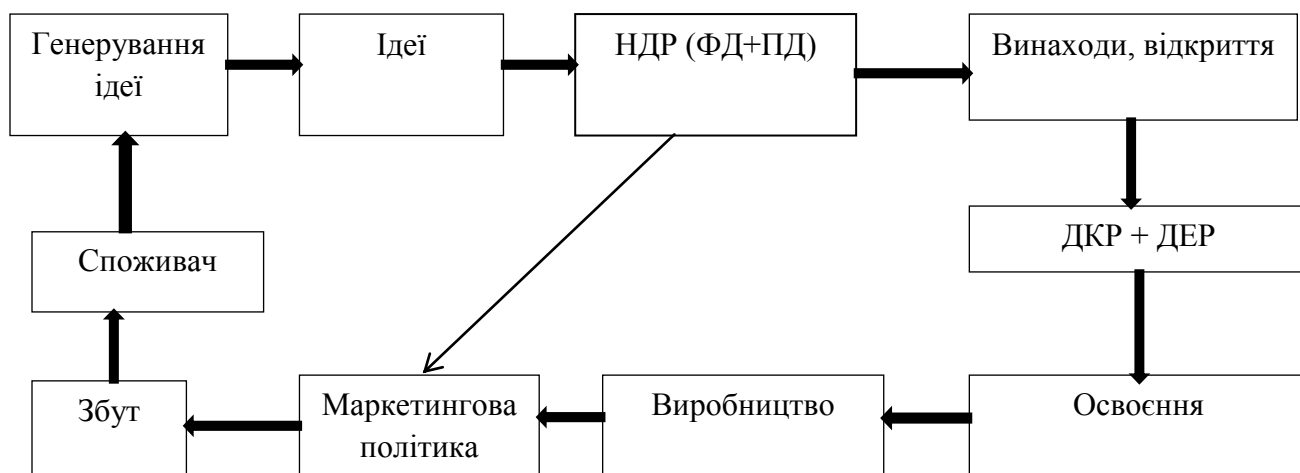 Генерування
ідеї
Ідеї
НДР (ФД+ПД)
Винаходи, відкриття
Споживач
ДКР + ДЕР
Збут
Маркетингова
політика
Виробництво
Освоєння